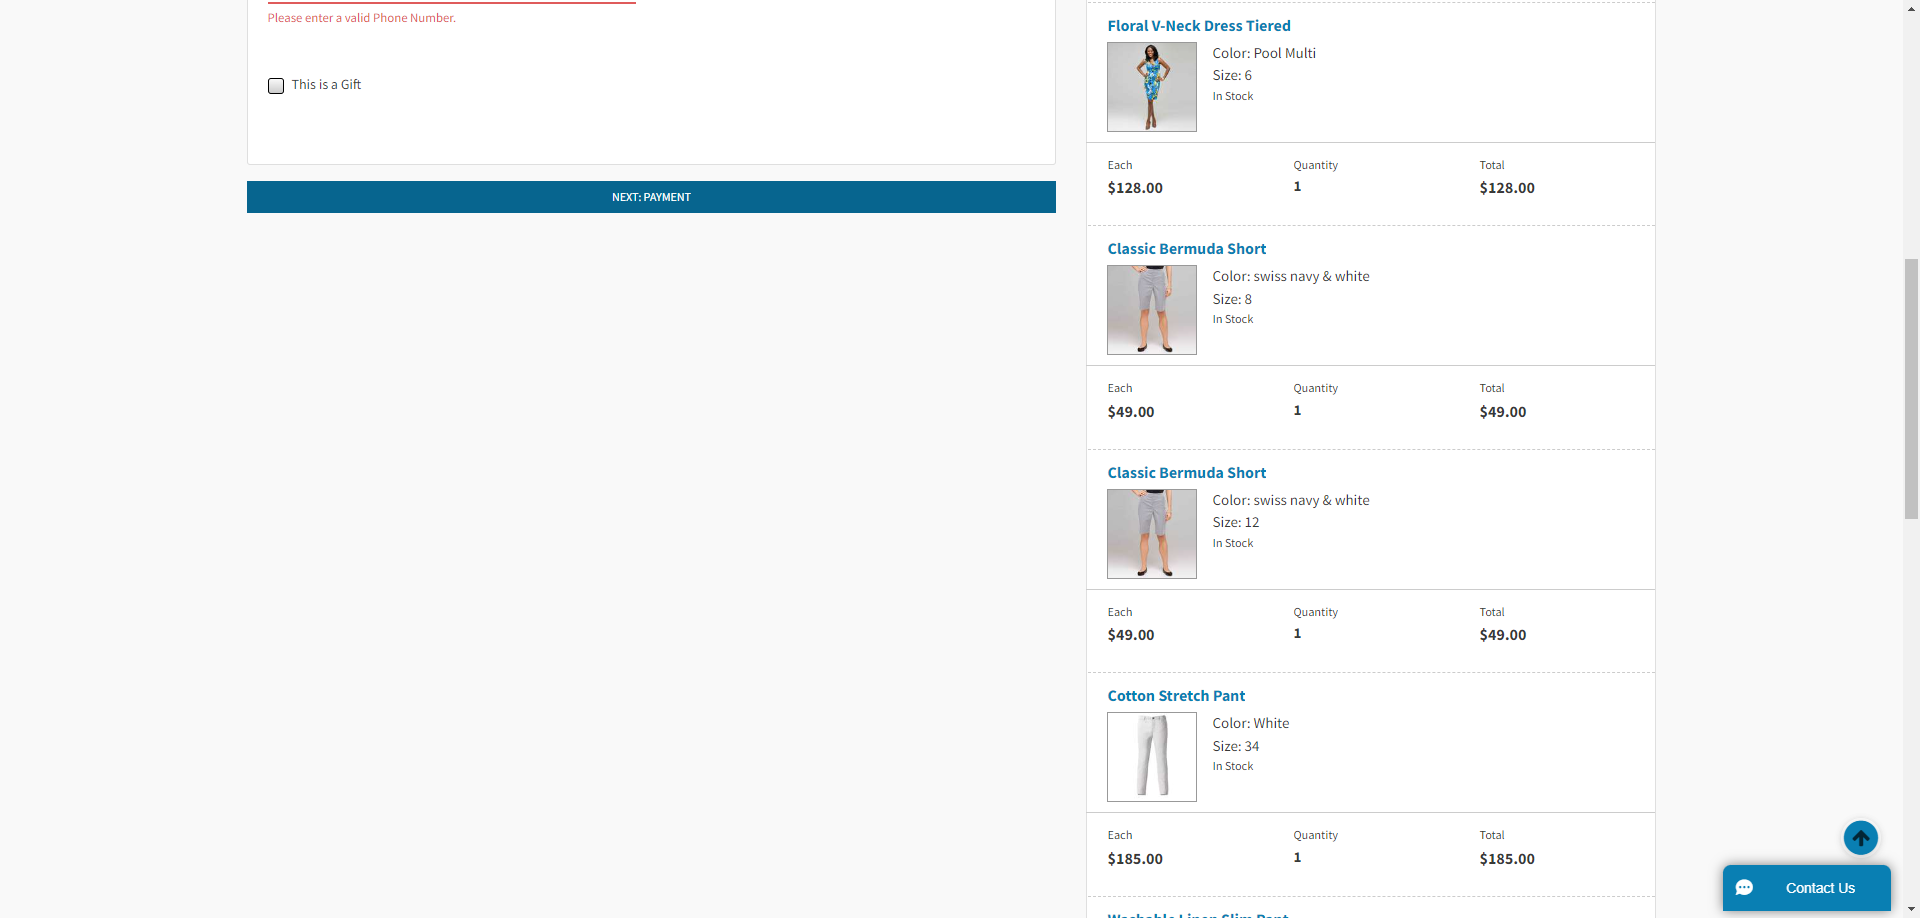 Please enter a valid Phone Number.
This is a Gift
NEXT: PAYMENT
Floral V-Neck Dress Tiered
Color: Pool Multi
Size: 6
In Stock
Each Quantity Total
$128.00 1 $128.00
Classic Bermuda Short
Color: swiss navy & white
Size: 8
In Stock
Each Quantity Total
$49.00 1 $49.00
Classic Bermuda Short
Color: swiss navy & white
Size: 12
In Stock
Each Quantity Total
$49.00 1 $49.00
Cotton Stretch Pant
Color: White
Size: 34
In Stock
Each Quantity Total
$185.00 1 $185.00
Washable Linen Slim Pant
Contact Us